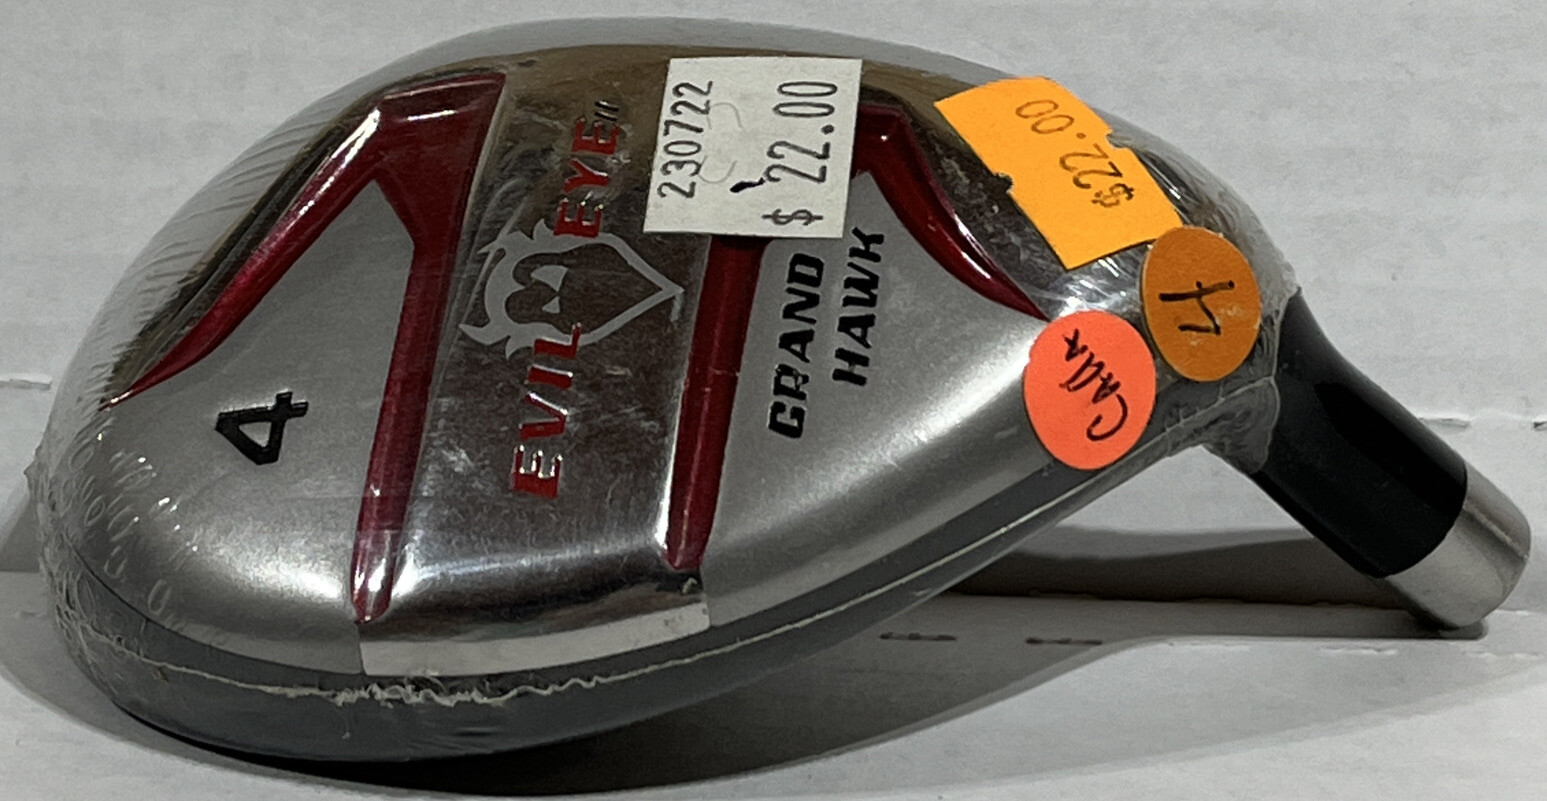 4
EVIL EYE II
230722
$ 22.00
GRAND
HAWK
$22.00
4